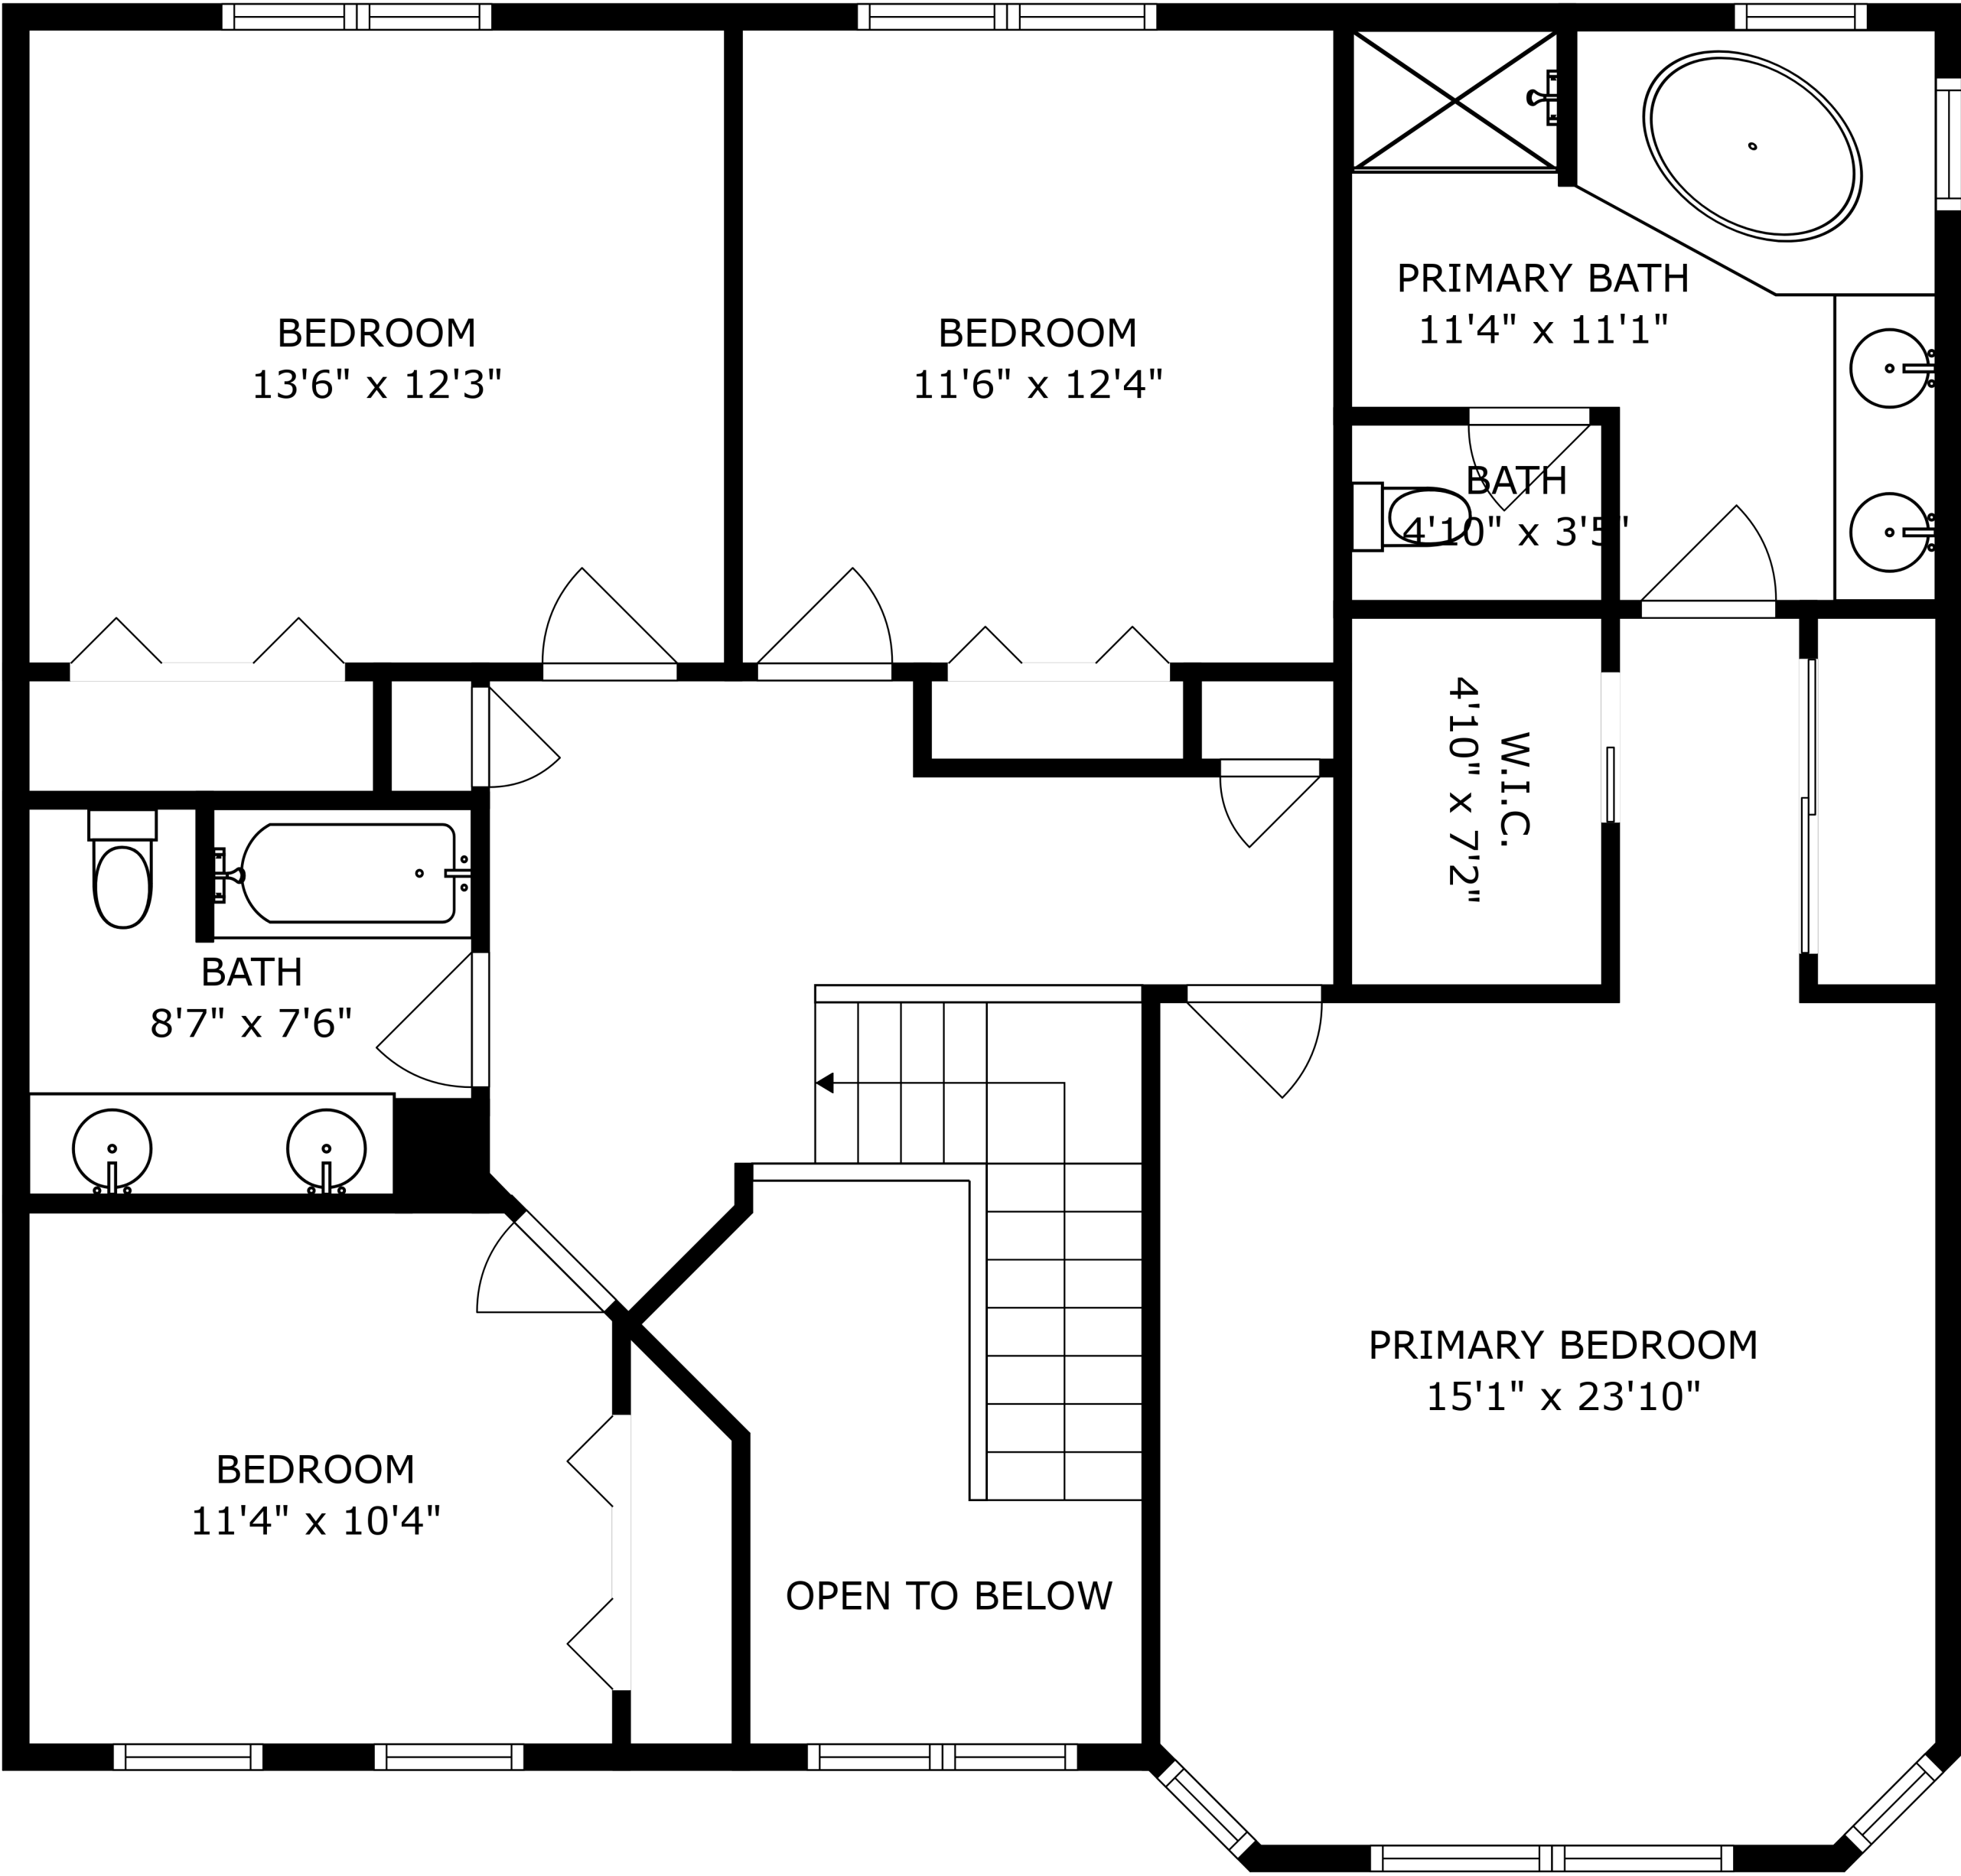 BEDROOM
13'6" x 12'3"
BEDROOM
11'6" x 12'4"
PRIMARY BATH
11'4" x 11'1"
BATH
4'10" x 3'5"
W.I.C.
4'10" x 7'2"
BATH
8'7" x 7'6"
PRIMARY BEDROOM
15'1" x 23'10"
BEDROOM
11'4" x 10'4"
OPEN TO BELOW